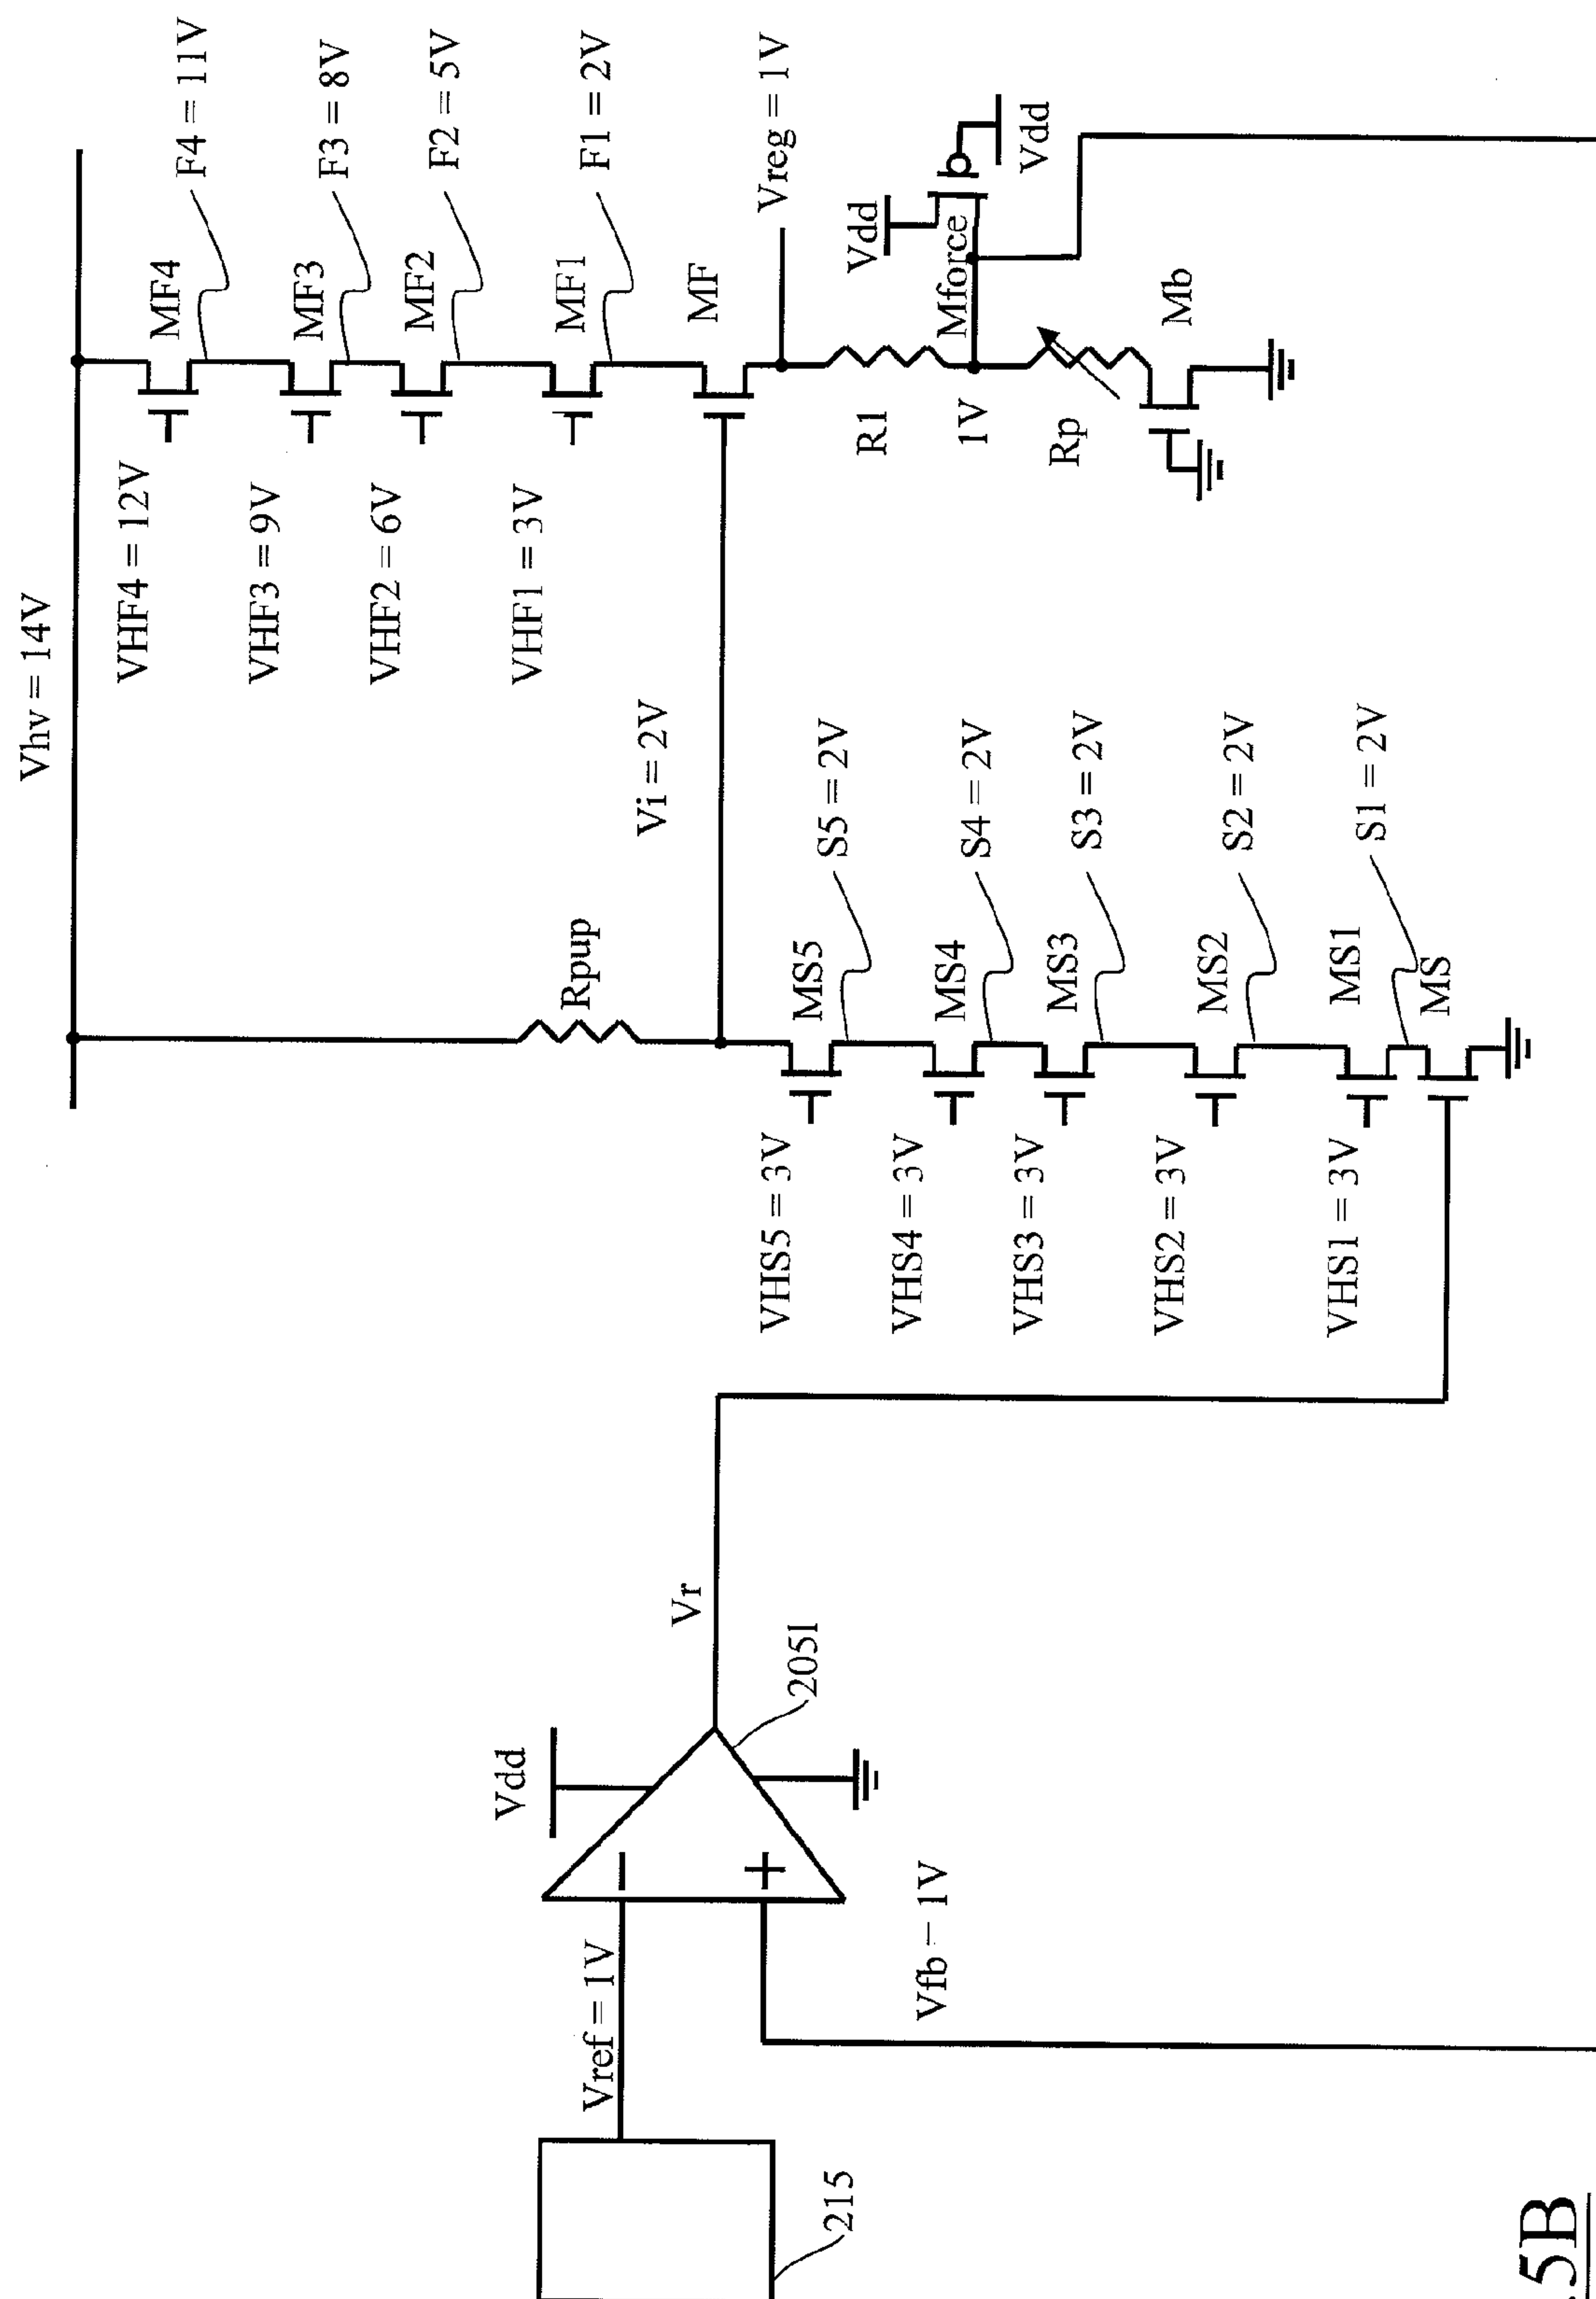 Vhv = 14V
VHF4 = 12V
MF4
F4 = 11V
VHF3 = 9V
MF3
F3 = 8V
VHF2 = 6V
MF2
F2 = 5V
VHF1 = 3V
MF1
F1 = 2V
Vi = 2V
MF
Vreg = 1V
Rpup
R1
Vdd
Mforce
1V
Vdd
Rp
Mb
VHS5 = 3V
MS5
S5 = 2V
VHS4 = 3V
MS4
S4 = 2V
VHS3 = 3V
MS3
S3 = 2V
VHS2 = 3V
MS2
S2 = 2V
VHS1 = 3V
MS1
S1 = 2V
MS
Vdd
Vr
205l
Vref = 1V
−
+
Vfb − 1V
215
5B